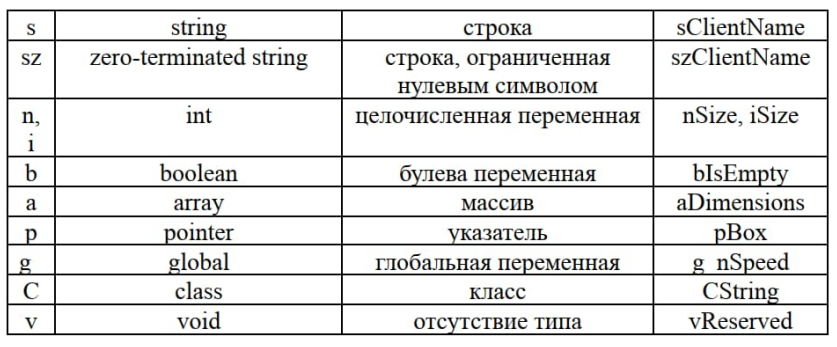 s string строка sClientName
sz zero-terminated string строка, ограниченная szClientName
нулевым символом
n, int целочисленная переменная nSize, iSize
i
b boolean булева переменная bIsEmpty
a array массив aDimensions
p pointer указатель pBox
g global глобальная переменная g_nSpeed
C class класс CString
v void отсутствие типа vReserved